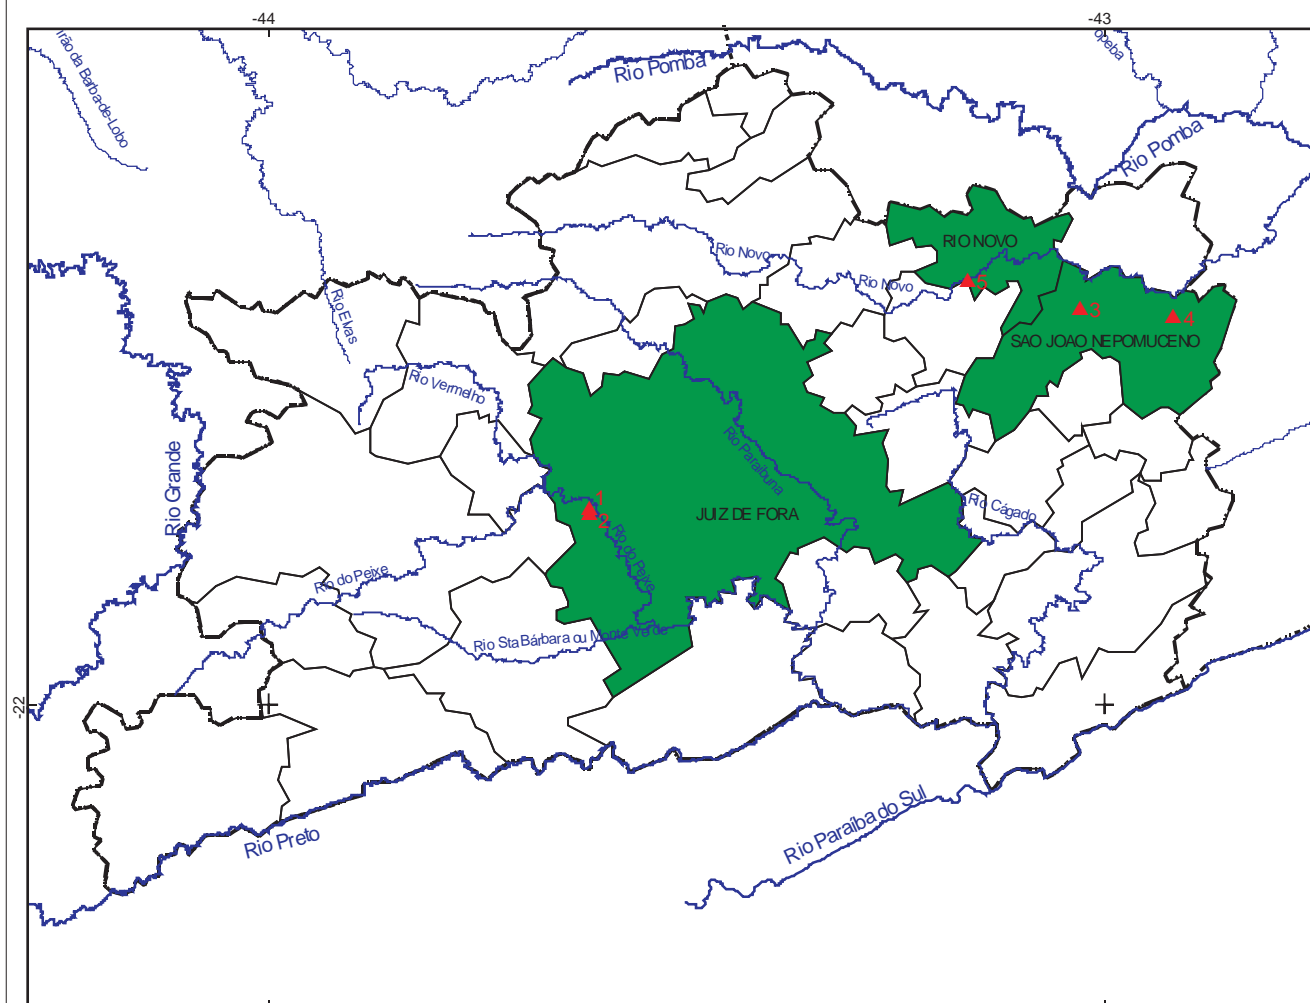 -44
-43
irão da Barba-de-Lobo
opeba
Rio Pomba
Rio Pomba
RIO NOVO
Rio Novo
Rio Novo
5
3
4
SAO JOAO NEPOMUCENO
Rio Elvas
Rio Vermelho
Rio Grande
Rio Paraibuna
1
2
JUIZ DE FORA
Rio Cágado
Rio do Peixe
Rio do Peixe
Rio Sta Bárbara ou Monte Verde
-22
Rio Preto
Rio Paraíba do Sul